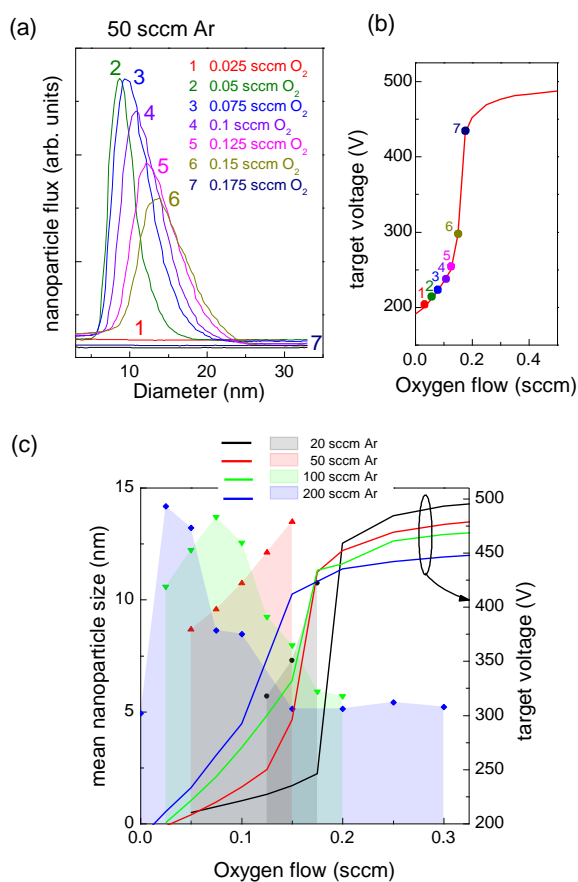 (a)
50 sccm Ar
2
3
4
5
6
1
7
1 0.025 sccm O2
2 0.05 sccm O2
3 0.075 sccm O2
4 0.1 sccm O2
5 0.125 sccm O2
6 0.15 sccm O2
7 0.175 sccm O2
nanoparticle flux (arb. units)
10 20 30
Diameter (nm)
(b)
500
400
300
200
target voltage (V)
1
2
3
4
5
6
7
0.0 0.2 0.4
Oxygen flow (sccm)
(c)
20 sccm Ar
50 sccm Ar
100 sccm Ar
200 sccm Ar
15
10
5
0
mean nanoparticle size (nm)
500
450
400
350
300
250
200
target voltage (V)
0.0 0.1 0.2 0.3
Oxygen flow (sccm)